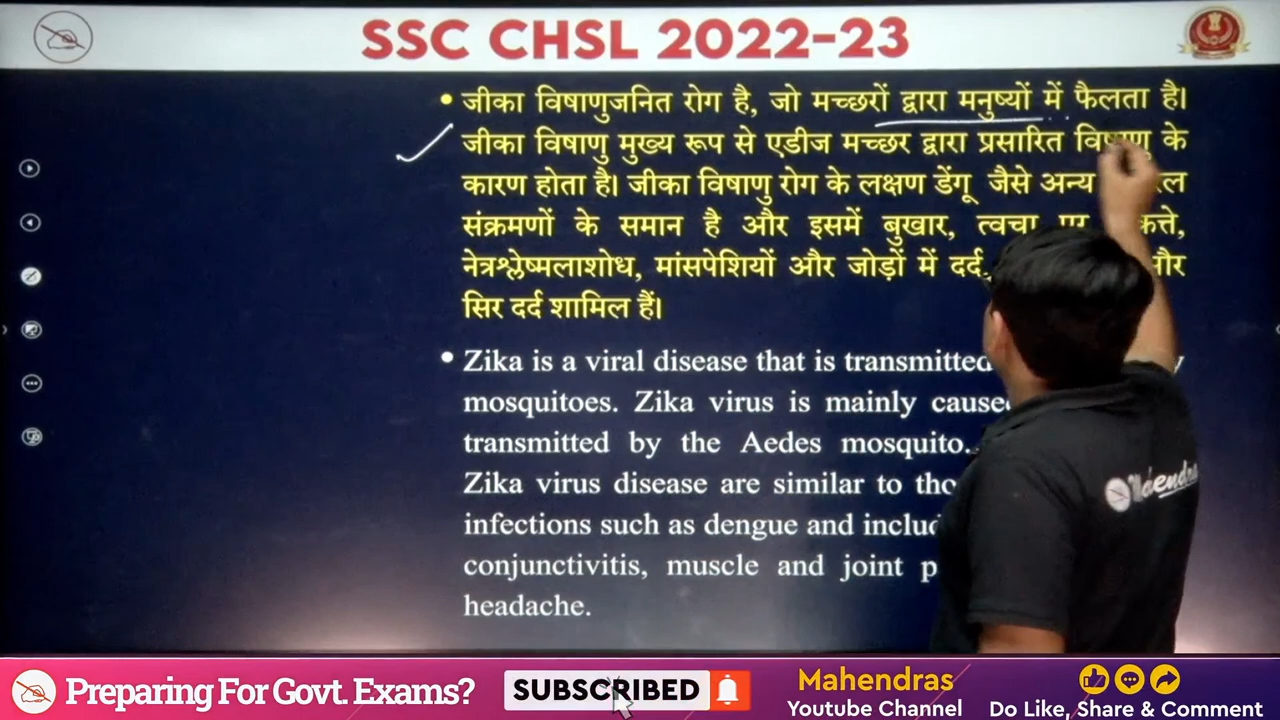 SSC CHSL 2022-23
• जीका विषाणुजनित रोग है, जो मच्छरों द्वारा मनुष्यों में फैलता है।
जीका विषाणु मुख्य रूप से एडीज मच्छर द्वारा प्रसारित विषाणु के
कारण होता है। जीका विषाणु रोग के लक्षण डेंगू जैसे अन्य
संक्रमणों के समान है और इसमें बुखार, त्वचा पर
नेत्रश्लेष्मलाशोध, मांसपेशियों और जोड़ों में दर्द, और
सिर दर्द शामिल हैं।
• Zika is a viral disease that is transmitted
mosquitoes. Zika virus is mainly caused
transmitted by the Aedes mosquito.
Zika virus disease are similar to
infections such as dengue and
conjunctivitis, muscle and joint
headache.
Mahendras
Preparing For Govt. Exams?
SUBSCRIBED
Mahendras
Youtube Channel
Do Like, Share & Comment